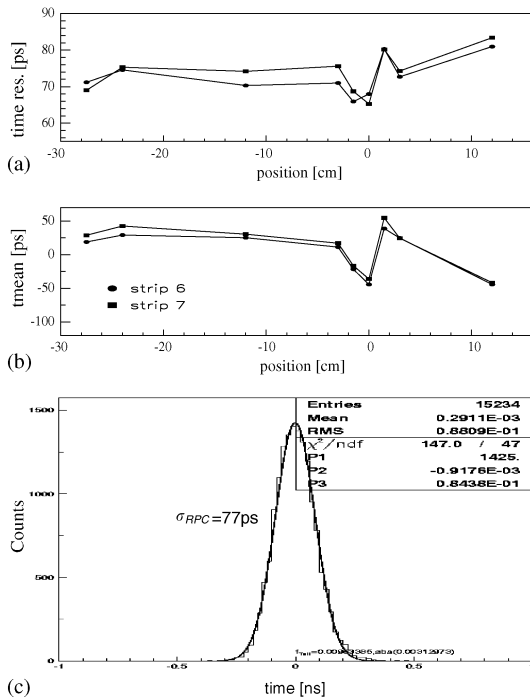 90
80
70
60
time res. [ps]
-30 -20 -10 0 10
position [cm]
(a)
50
0
-50
-100
tmean [ps]
strip 6
strip 7
-30 -20 -10 0 10
position [cm]
(b)
1500
1000
500
0
Counts
Entries 15234
Mean 0.2911E-03
RMS 0.8809E-01
χ²/ndf 147.0 / 47
P1 1425.
P2 -0.9176E-03
P3 0.8438E-01
σRPC=77ps
-1 -0.5 0 0.5
time [ns]
(c)